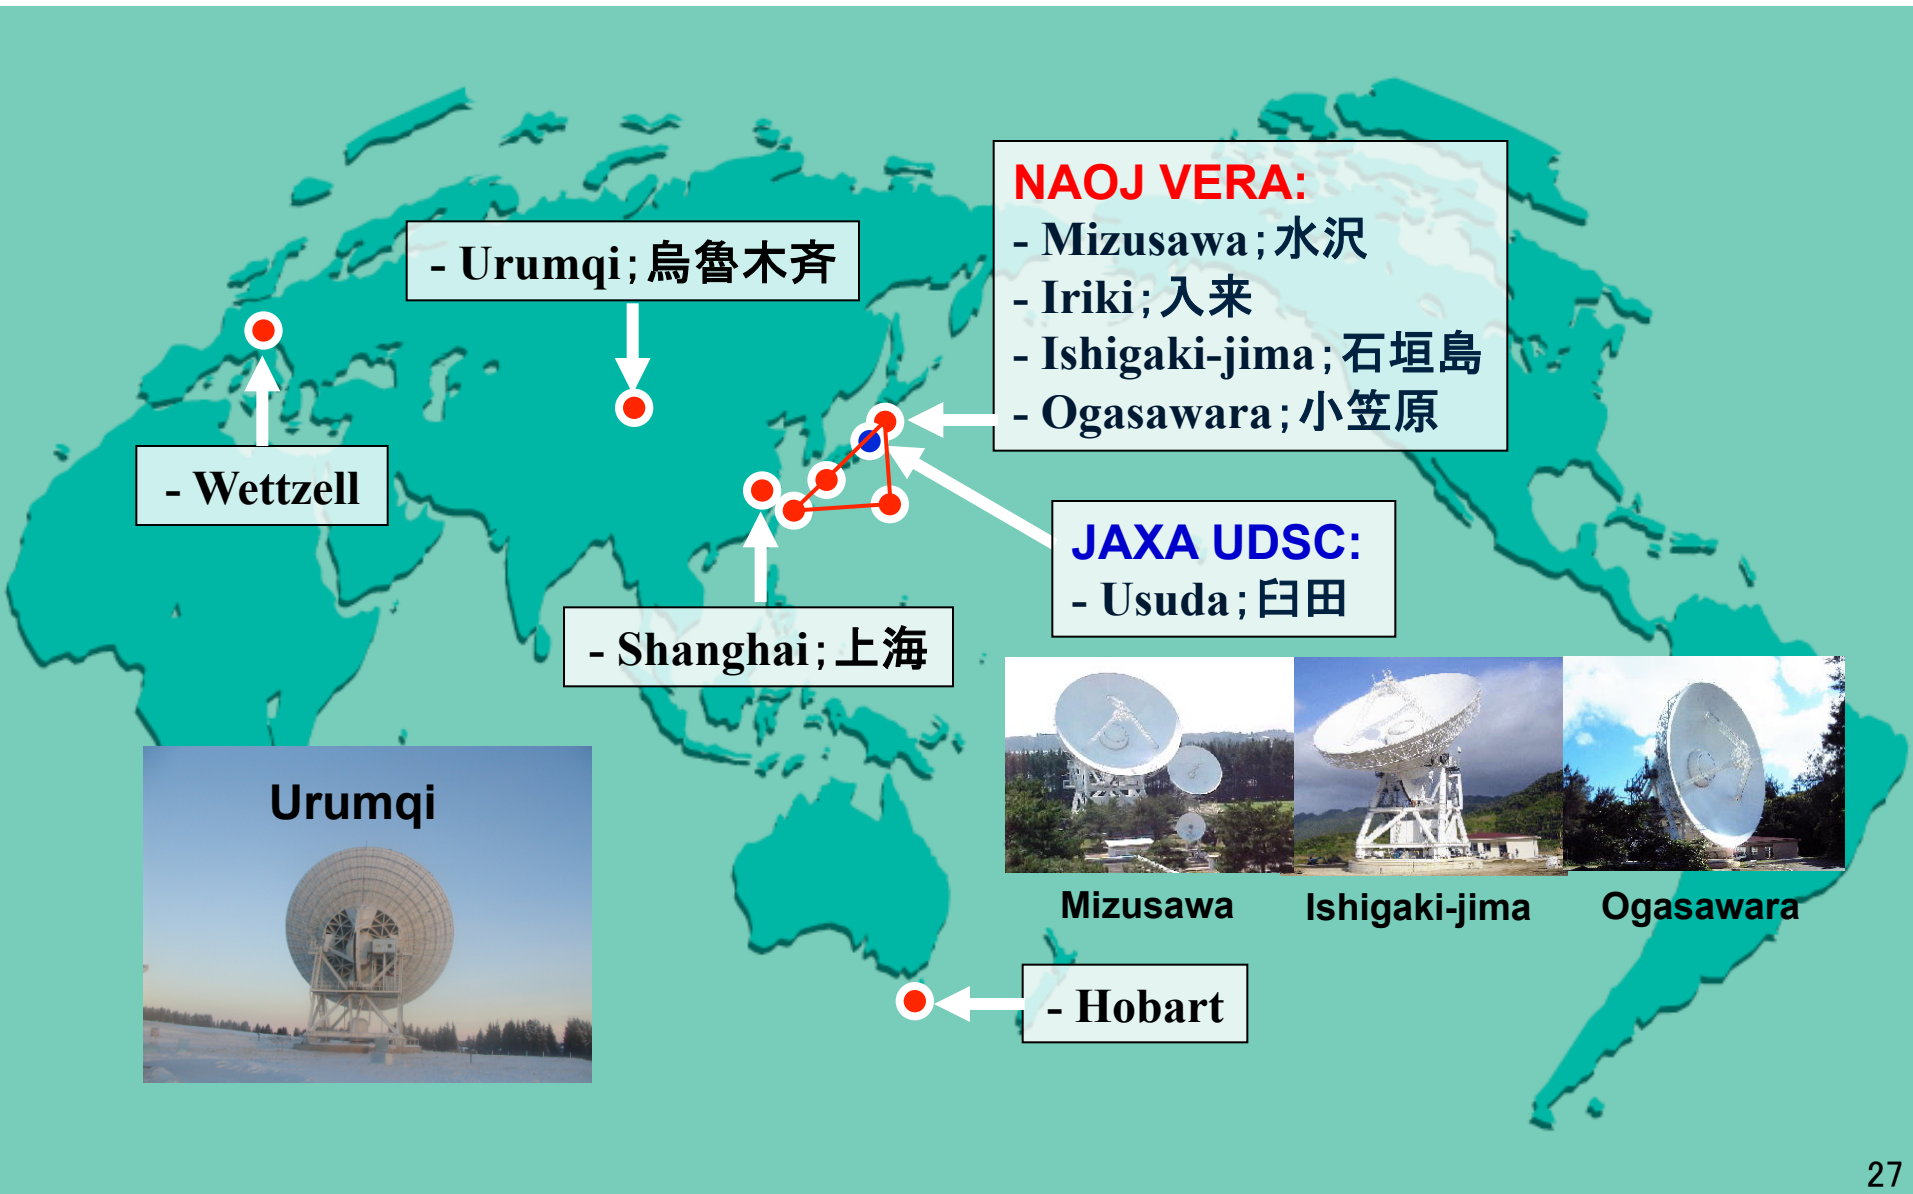 NAOJ VERA:
- Mizusawa;水沢
- Iriki;入来
- Ishigaki-jima;石垣島
- Ogasawara;小笠原
- Urumqi;烏魯木斉
- Wettzell
JAXA UDSC:
- Usuda;臼田
- Shanghai;上海
Urumqi
Mizusawa
Ishigaki-jima
Ogasawara
- Hobart
27